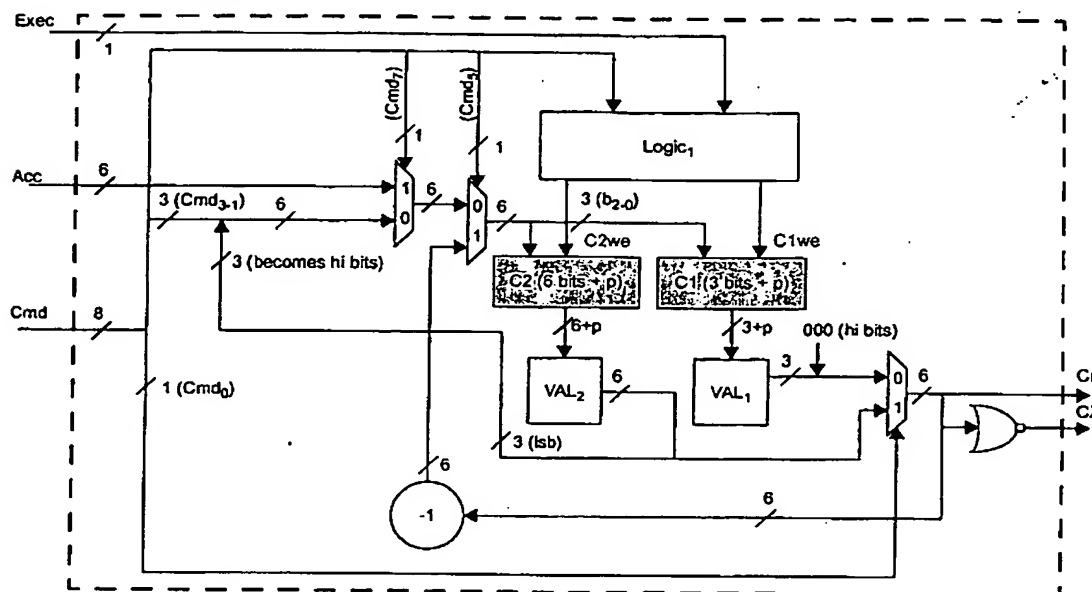 Exec
1
(Cmd7)
(Cmd5)
1
1
Logic1
Acc
6
3 (Cmd3-1)
6
1
0
6
0
1
6
3 (b2-0)
C2we
C1we
3 (becomes hi bits)
C2 (6 bits + p)
C1 (3 bits + p)
Cmd
8
6+p
3+p
000 (hi bits)
1 (Cmd0)
VAL2
6
VAL1
3
0
1
6
3 (lsb)
6
-1
6